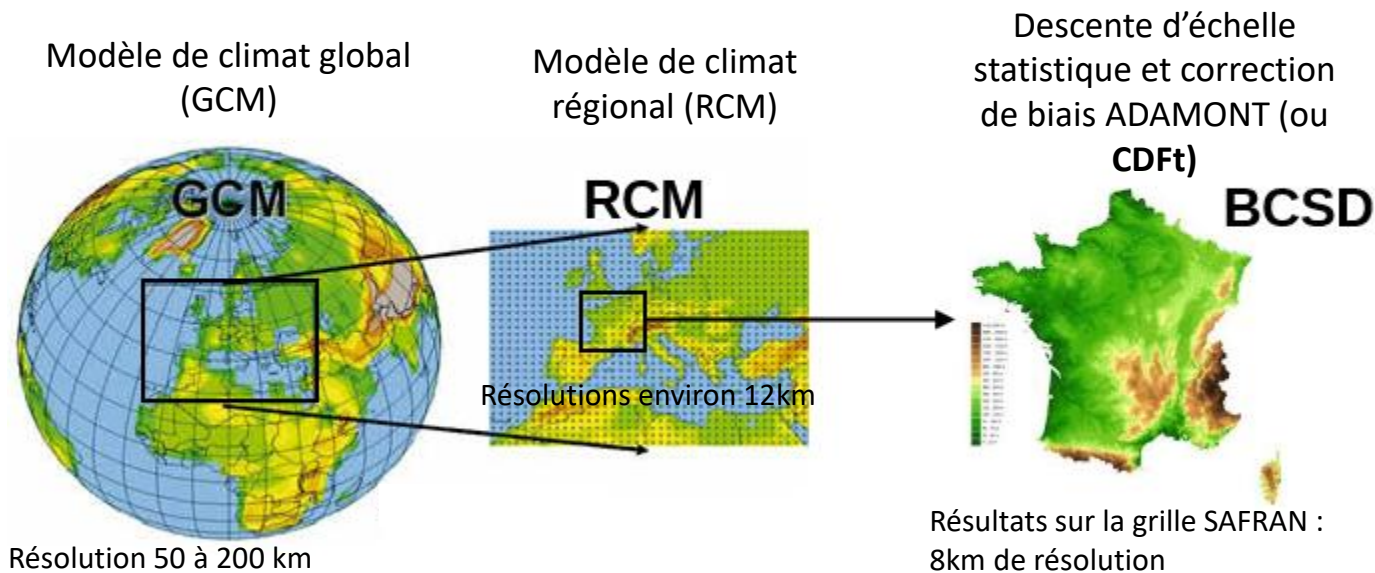 Modèle de climat global
(GCM)
GCM
Résolution 50 à 200 km
Modèle de climat
régional (RCM)
RCM
Résolutions environ 12km
Descente d’échelle
statistique et correction
de biais ADAMONT (ou
CDFt)
BCSD
Résultats sur la grille SAFRAN :
8km de résolution